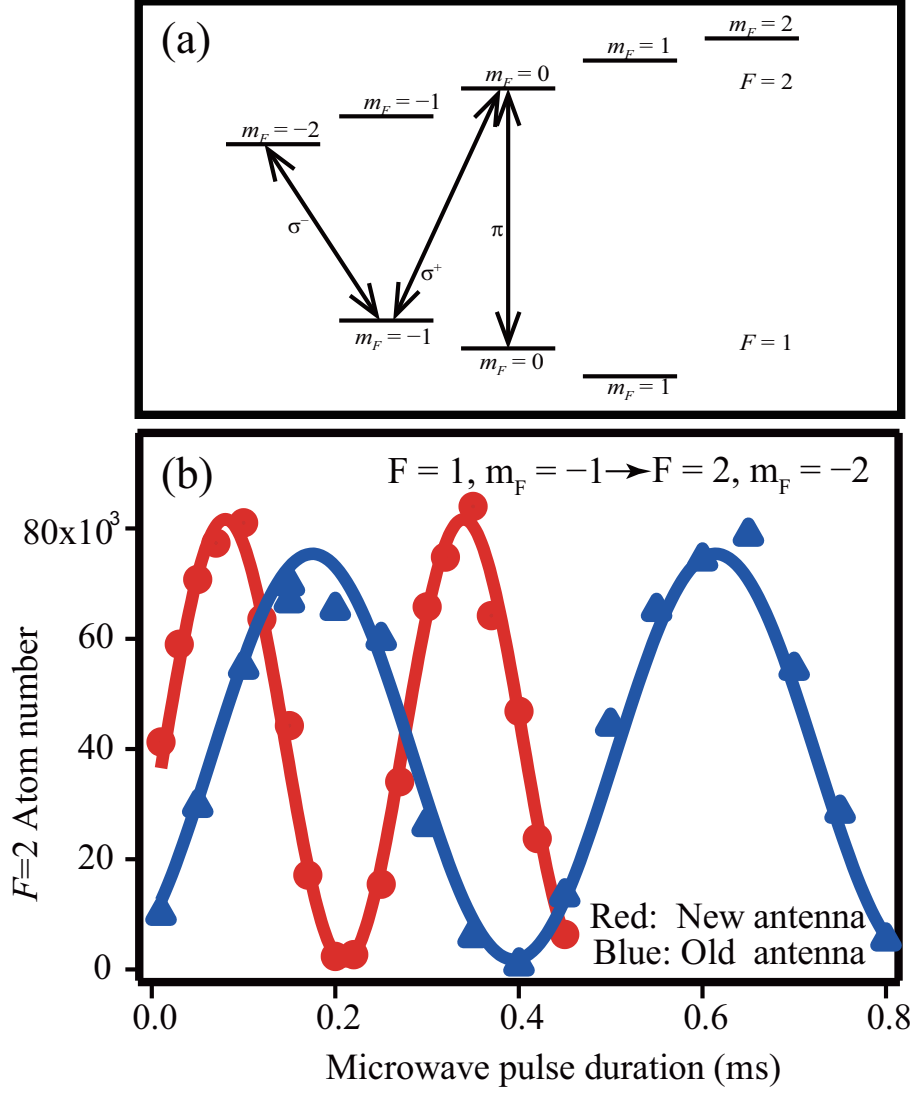 (a)
m_F = 2
m_F = 1
m_F = 0
F = 2
m_F = −1
m_F = −2
σ⁻
π
σ⁺
m_F = −1
F = 1
m_F = 0
m_F = 1
(b)
F = 1, m_F = −1→F = 2, m_F = −2
80x10³
60
40
20
0
F=2 Atom number
Red: New antenna
Blue: Old antenna
0.0 0.2 0.4 0.6 0.8
Microwave pulse duration (ms)